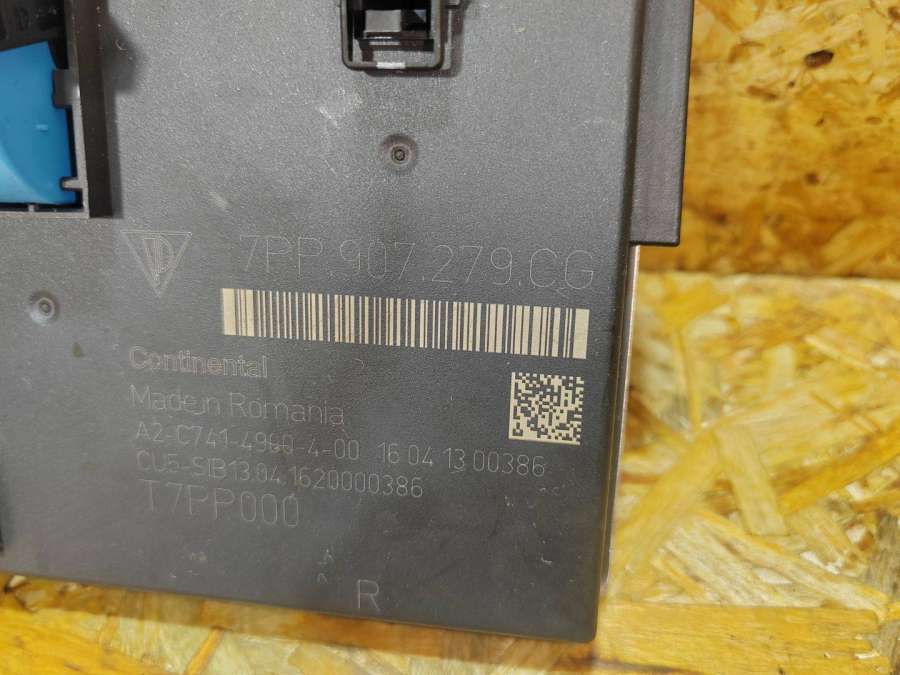 7PP.907.279.CG
Continental
Made in Romania
A2-C741-4990 4-00 16 04 13 00386
CU5-SIB13.04.1620000386
T7PP000
R